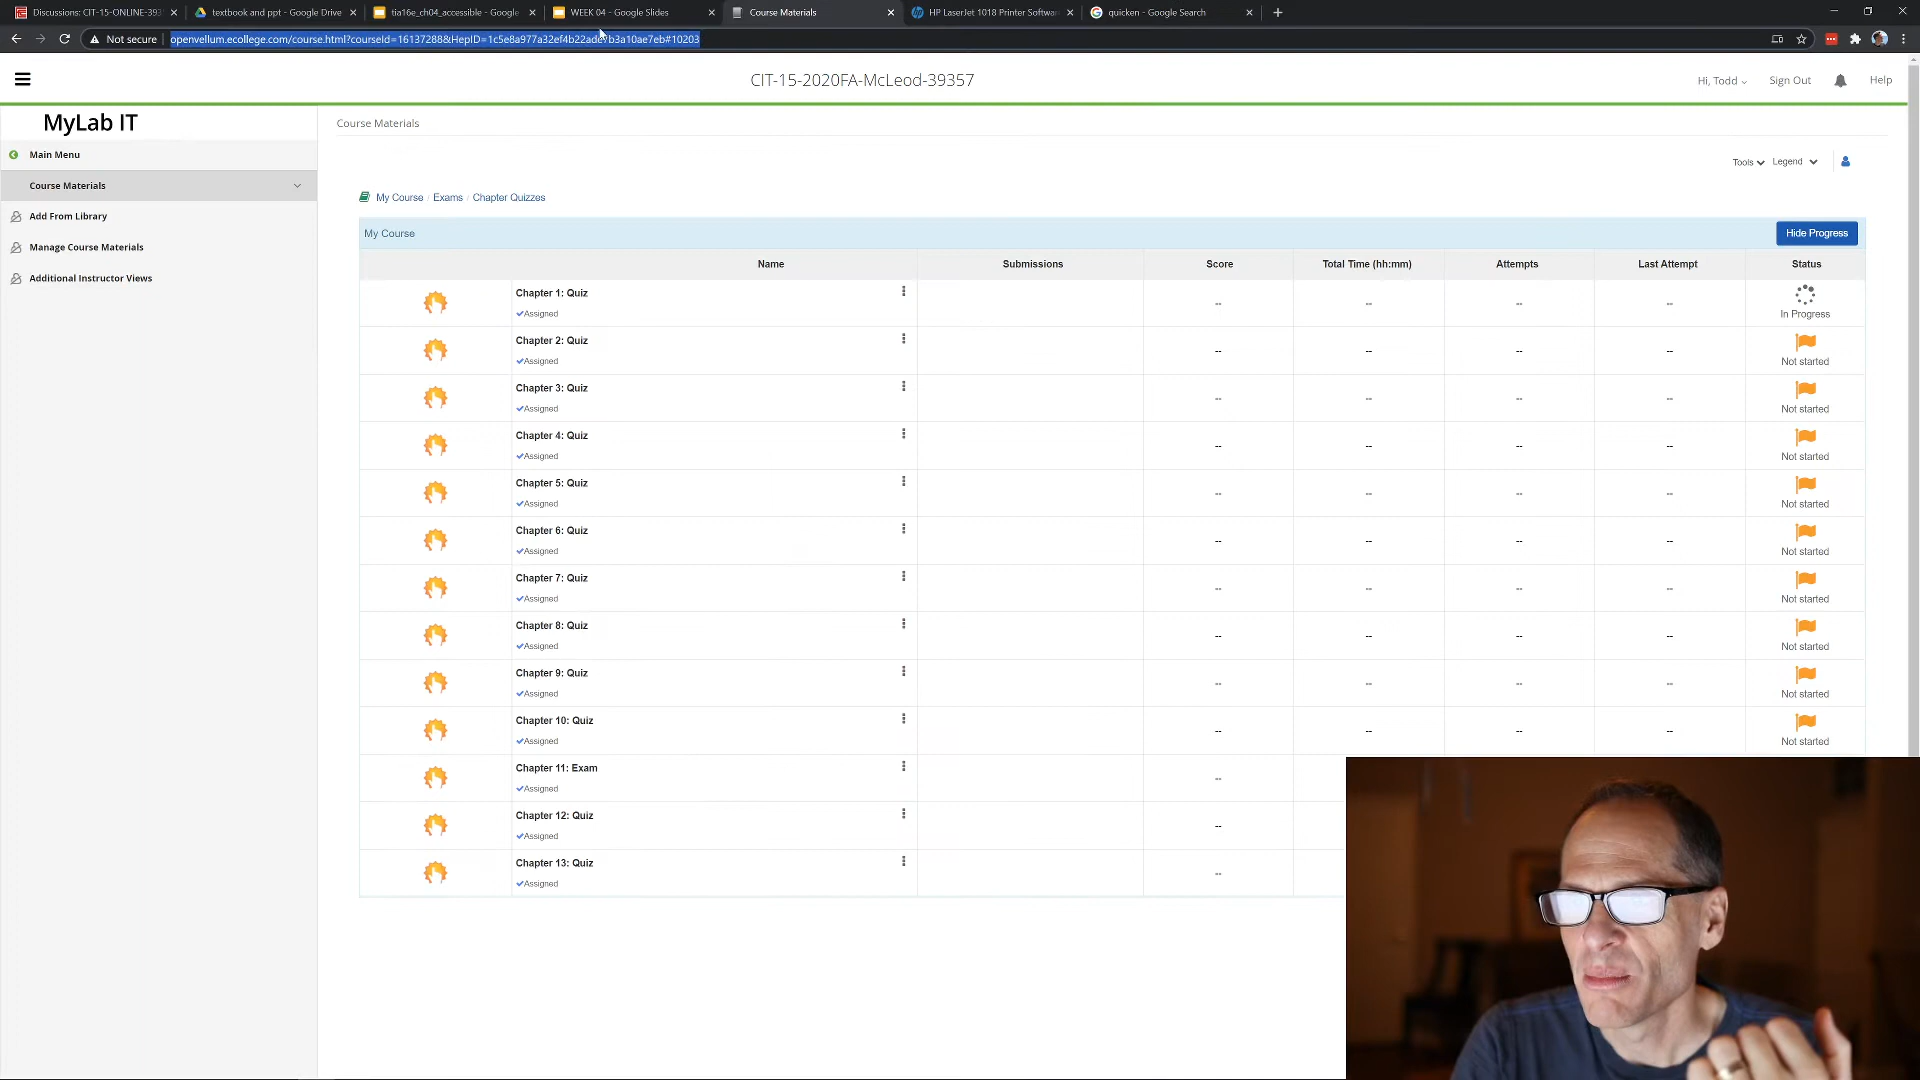 Discussions: CIT-15-ONLINE-393
textbook and ppt - Google Drive
tia16e_ch04_accessible - Google
WEEK 04 - Google Slides
Course Materials
HP LaserJet 1018 Printer Softwa
quicken - Google Search
Not secure
openvellum.ecollege.com/course.html?courseId=16137288&HepID=1c5e8a977a32ef4b22adc7b3a10ae7eb#10203
CIT-15-2020FA-McLeod-39357
Hi, Todd
Sign Out
Help
MyLab IT
Main Menu
Course Materials
Add From Library
Manage Course Materials
Additional Instructor Views
Course Materials
Tools
Legend
My Course / Exams / Chapter Quizzes
My Course
Hide Progress
Name Submissions Score Total Time (hh:mm) Attempts Last Attempt Status
Chapter 1: Quiz
Assigned
-- -- -- --
In Progress
Chapter 2: Quiz
Assigned
-- -- -- --
Not started
Chapter 3: Quiz
Assigned
-- -- -- --
Not started
Chapter 4: Quiz
Assigned
-- -- -- --
Not started
Chapter 5: Quiz
Assigned
-- -- -- --
Not started
Chapter 6: Quiz
Assigned
-- -- -- --
Not started
Chapter 7: Quiz
Assigned
-- -- -- --
Not started
Chapter 8: Quiz
Assigned
-- -- -- --
Not started
Chapter 9: Quiz
Assigned
-- -- -- --
Not started
Chapter 10: Quiz
Assigned
-- -- -- --
Not started
Chapter 11: Exam
Assigned
--
Chapter 12: Quiz
Assigned
--
Chapter 13: Quiz
Assigned
--